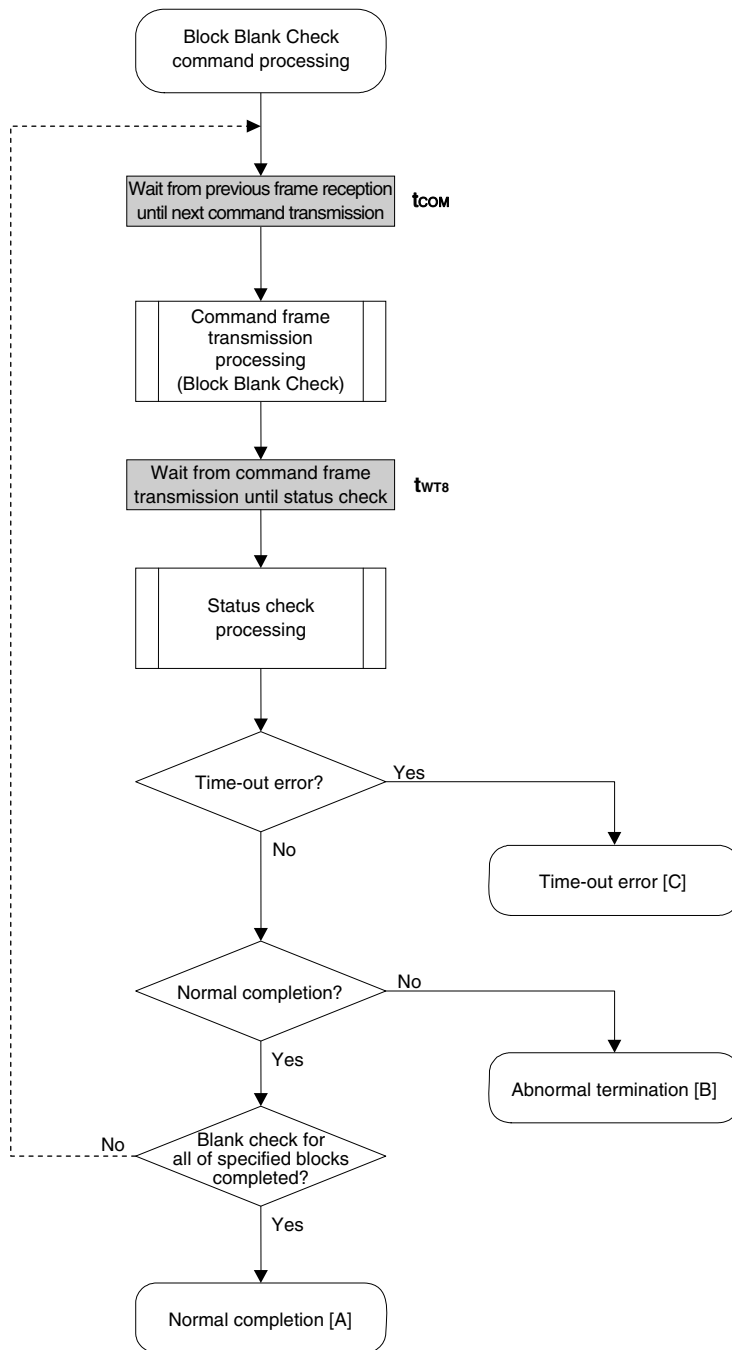 Block Blank Check
command processing
Wait from previous frame reception
until next command transmission
tCOM
Command frame
transmission
processing
(Block Blank Check)
Wait from command frame
transmission until status check
tWT8
Status check
processing
Time-out error?
Yes
No
Time-out error [C]
Normal completion?
No
Yes
Abnormal termination [B]
No
Blank check for
all of specified blocks
completed?
Yes
Normal completion [A]